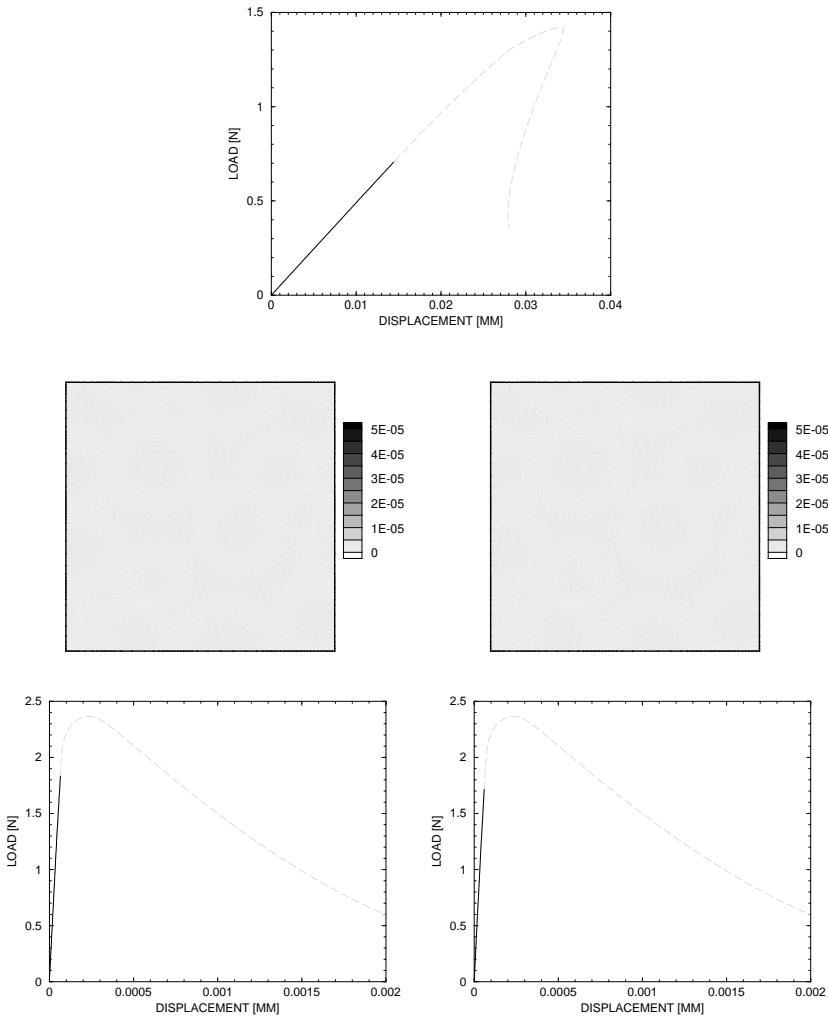 1.5
1
0.5
0
LOAD [N]
0 0.01 0.02 0.03 0.04
DISPLACEMENT [MM]
5E-05
4E-05
3E-05
2E-05
1E-05
0
5E-05
4E-05
3E-05
2E-05
1E-05
0
2.5
2
1.5
1
0.5
0
LOAD [N]
0 0.0005 0.001 0.0015 0.002
DISPLACEMENT [MM]
2.5
2
1.5
1
0.5
0
LOAD [N]
0 0.0005 0.001 0.0015 0.002
DISPLACEMENT [MM]